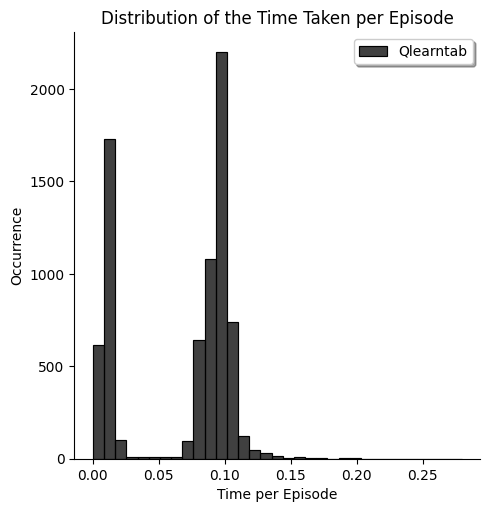 Distribution of the Time Taken per Episode
Qlearntab
2000
1500
1000
500
0
Occurrence
0.00 0.05 0.10 0.15 0.20 0.25
Time per Episode